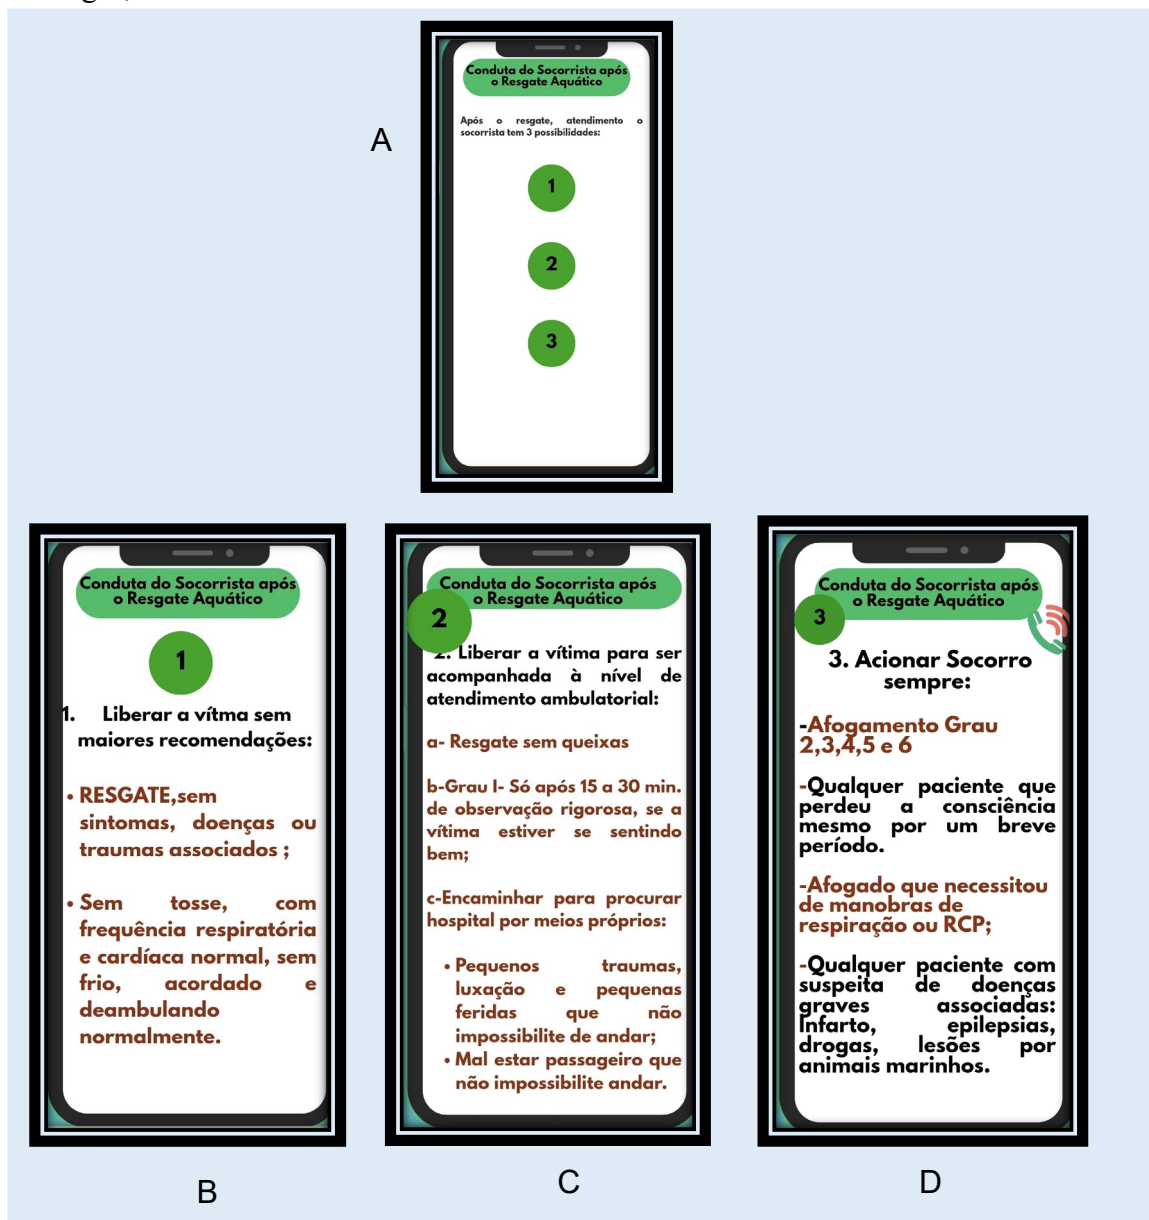 A
Conduta do Socorrista após
o Resgate Aquático
Após o resgate, atendimento o
socorrista tem 3 possibilidades:
1
2
3
Conduta do Socorrista após
o Resgate Aquático
1
1. Liberar a vítma sem
maiores recomendações:
• RESGATE,sem
sintomas, doenças ou
traumas associados ;
• Sem tosse, com
frequência respiratória
e cardíaca normal, sem
frio, acordado e
deambulando
normalmente.
B
Conduta do Socorrista após
o Resgate Aquático
2
2. Liberar a vítima para ser
acompanhada à nível de
atendimento ambulatorial:
a- Resgate sem queixas
b-Grau I- Só após 15 a 30 min.
de observação rigorosa, se a
vítima estiver se sentindo
bem;
c-Encaminhar para procurar
hospital por meios próprios:
• Pequenos traumas,
luxação e pequenas
feridas que não
impossibilite de andar;
• Mal estar passageiro que
não impossibilite andar.
C
Conduta do Socorrista após
o Resgate Aquático
3
3. Acionar Socorro
sempre:
-Afogamento Grau
2,3,4,5 e 6
-Qualquer paciente que
perdeu a consciência
mesmo por um breve
período.
-Afogado que necessitou
de manobras de
respiração ou RCP;
-Qualquer paciente com
suspeita de doenças
graves associadas:
Infarto, epilepsias,
drogas, lesões por
animais marinhos.
D